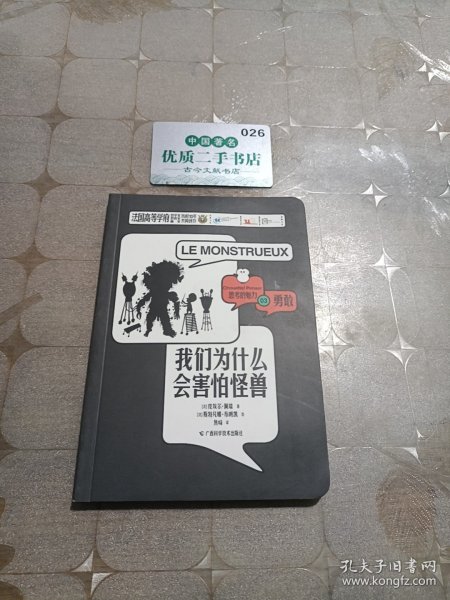 中国著名
026
优质二手书店
古今文献书店
法国高等学府
LE MONSTRUEUX
Chouette! Penser
思考的魅力
03
勇敢
我们为什么
会害怕怪兽
广西科学技术出版社
孔夫子旧书网
www.kongfz.com